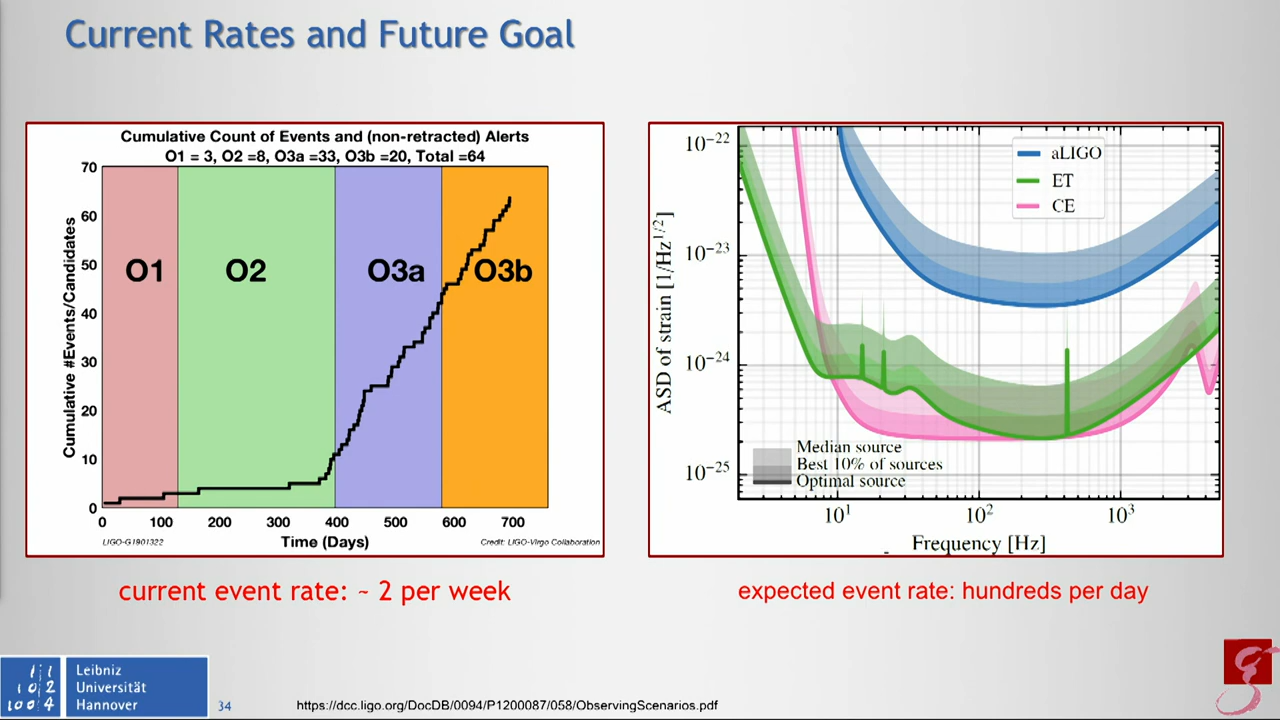 Current Rates and Future Goal
Cumulative Count of Events and (non-retracted) Alerts
O1 = 3, O2 =8, O3a =33, O3b =20, Total =64
Cumulative #Events/Candidates
70
60
50
40
30
20
10
0
O1
O2
O3a
O3b
0 100 200 300 400 500 600 700
LIGO-G1901322
Time (Days)
Credit: LIGO-Virgo Collaboration
current event rate: ~ 2 per week
ASD of strain [1/Hz^1/2]
10^−22
10^−23
10^−24
10^−25
aLIGO
ET
CE
Median source
Best 10% of sources
Optimal source
10^1 10^2 10^3
Frequency [Hz]
expected event rate: hundreds per day
Leibniz
Universität
Hannover
34
https://dcc.ligo.org/DocDB/0094/P1200087/058/ObservingScenarios.pdf